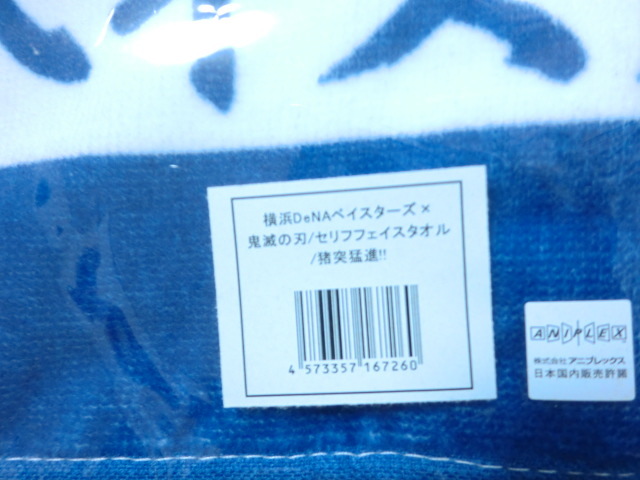 横浜DeNAベイスターズ×
鬼滅の刃/セリフフェイスタオル
/猪突猛進!!
4 573357 167260
ANIPLEX
株式会社アニプレックス
日本国内販売許諾